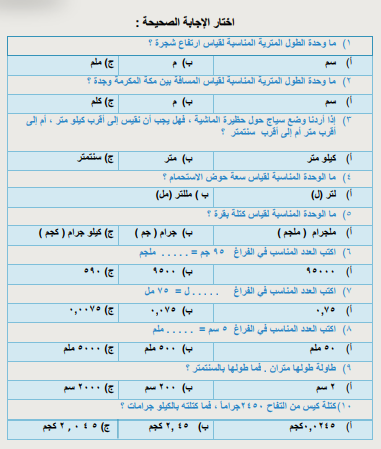 اختار الإجابة الصحيحة :
١) ما وحدة الطول المترية المناسبة لقياس ارتفاع شجرة ؟
أ) سم ب) م ج) ملم
٢) ما وحدة الطول المترية المناسبة لقياس المسافة بين مكة المكرمة وجدة ؟
أ) سم ب) م ج) كلم
٣) إذا أردنا وضع سياج حول حظيرة الماشية ، فهل يجب أن نقيس إلى أقرب كيلو متر ، أم إلى
أقرب متر أم إلى أقرب سنتمتر ؟
أ) كيلو متر ب) متر ج) سنتمتر
٤) ما الوحدة المناسبة لقياس سعة حوض الاستحمام ؟
أ) لتر (ل) ب ) مللتر (مل)
٥) ما الوحدة المناسبة لقياس كتلة بقرة ؟
أ) ملجرام ( ملجم ) ب) جرام ( جم ) ج) كيلو جرام ( كجم )
٦) اكتب العدد المناسب في الفراغ ٩٥ جم = . . . . . ملجم
أ) ٩٥٠٠٠ ب) ٩٥٠٠ ج) ٥٩٠
٧) اكتب العدد المناسب في الفراغ . . . . . ل = ٧٥ مل
أ) ٠,٧٥ ب) ٠,٠٧٥ ج) ٠,٠٠٧٥
٨) اكتب العدد المناسب في الفراغ ٥ سم = . . . . . ملم
أ) ٥٠ ملم ب) ٥٠٠ ملم ج) ٥٠٠٠ ملم
٩) طاولة طولها متران . فما طولها بالسنتمتر ؟
أ) ٢ سم ب) ٢٠٠ سم ج) ٢٠٠٠ سم
١٠) كتلة كيس من التفاح ٢٤٥٠جراماً ، فما كتلته بالكيلو جرامات ؟
أ) ٠,٠٢٤٥كجم ب) ٢,٤٥ كجم ج) ٢,٠٤٥ كجم